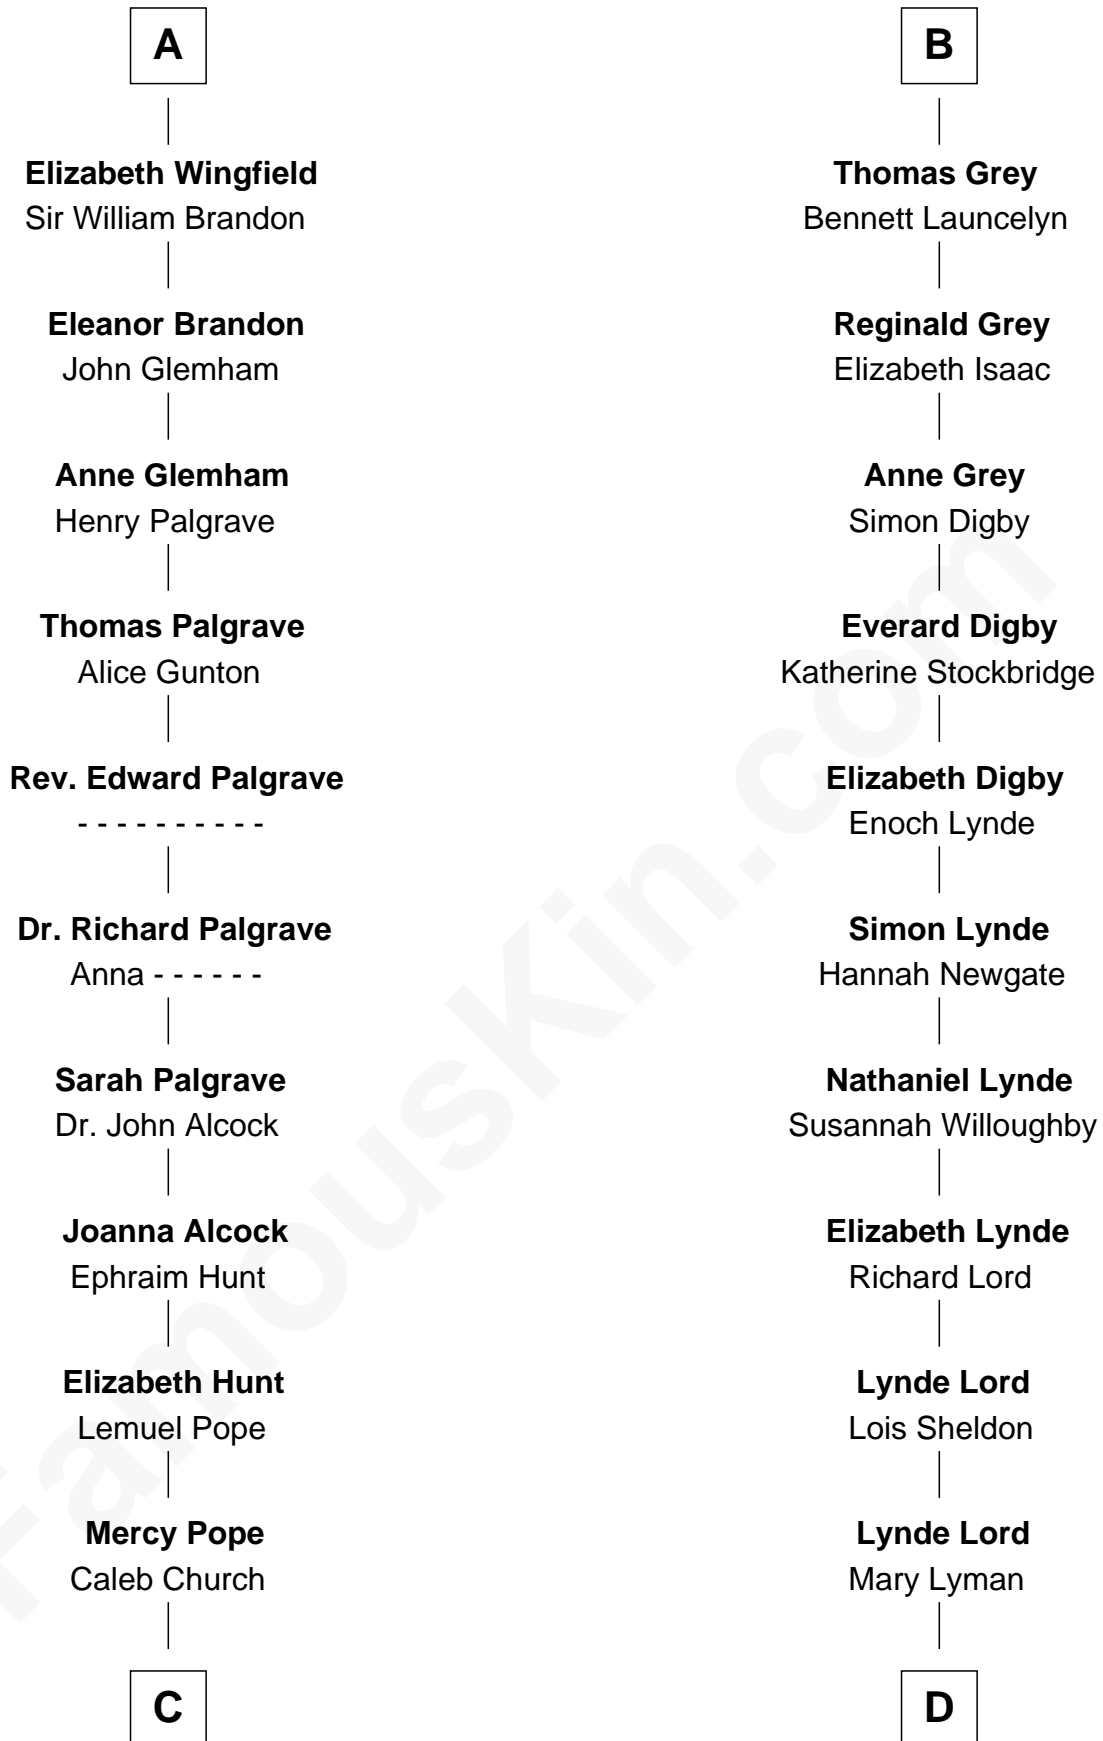 A
Elizabeth Wingfield
Sir William Brandon
Eleanor Brandon
John Glemham
Anne Glemham
Henry Palgrave
Thomas Palgrave
Alice Gunton
Rev. Edward Palgrave
- - - - - - - - - -
Dr. Richard Palgrave
Anna - - - - - -
Sarah Palgrave
Dr. John Alcock
Joanna Alcock
Ephraim Hunt
Elizabeth Hunt
Lemuel Pope
Mercy Pope
Caleb Church
C
B
Thomas Grey
Bennett Launcelyn
Reginald Grey
Elizabeth Isaac
Anne Grey
Simon Digby
Everard Digby
Katherine Stockbridge
Elizabeth Digby
Enoch Lynde
Simon Lynde
Hannah Newgate
Nathaniel Lynde
Susannah Willoughby
Elizabeth Lynde
Richard Lord
Lynde Lord
Lois Sheldon
Lynde Lord
Mary Lyman
D
FamousKin.com